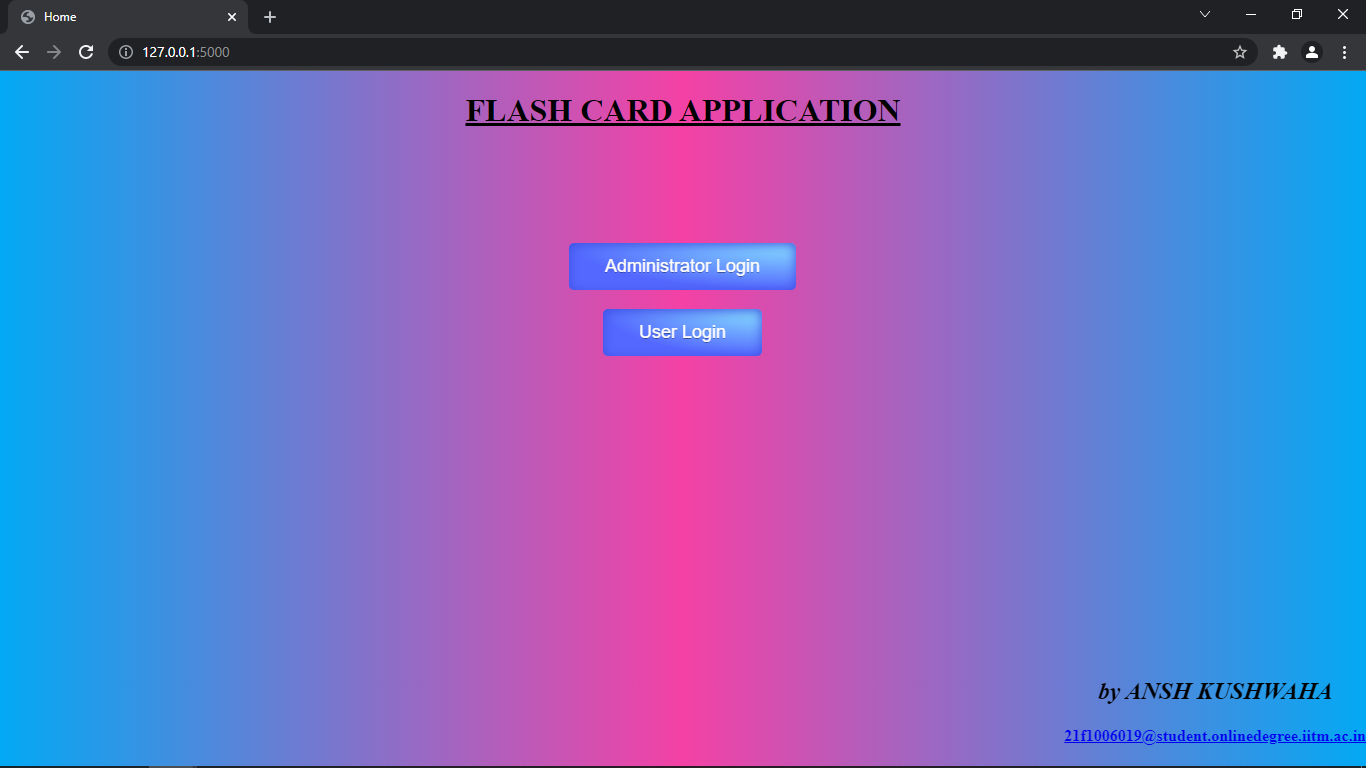 Home
127.0.0.1:5000
FLASH CARD APPLICATION
Administrator Login
User Login
by ANSH KUSHWAHA
21f1006019@student.onlinedegree.iitm.ac.in